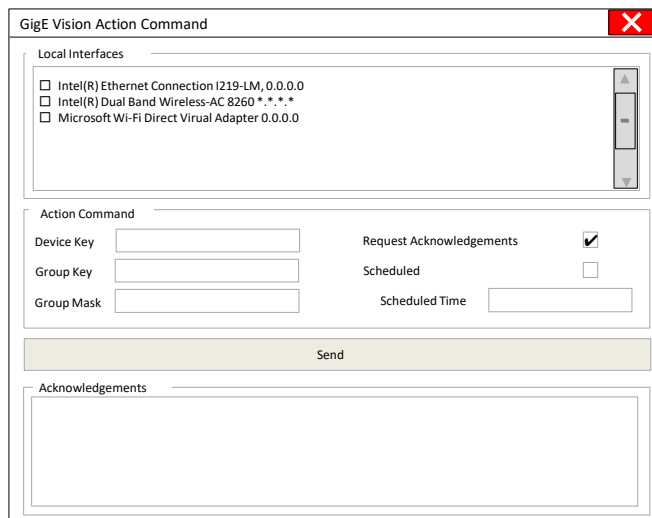 GigE Vision Action Command
Local Interfaces
Intel(R) Ethernet Connection I219-LM, 0.0.0.0
Intel(R) Dual Band Wireless-AC 8260 *.*.*.*
Microsoft Wi-Fi Direct Virual Adapter 0.0.0.0
Action Command
Device Key
Request Acknowledgements
Group Key
Scheduled
Group Mask
Scheduled Time
Send
Acknowledgements